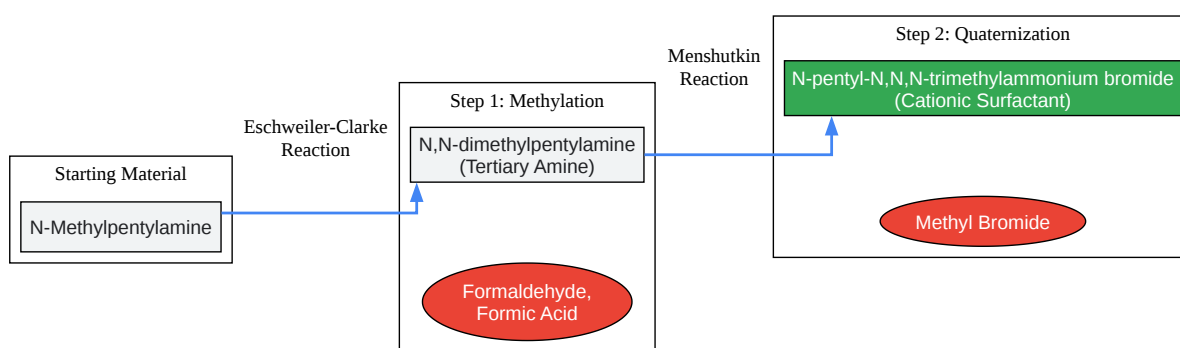 Starting Material
N-Methylpentylamine
Eschweiler-Clarke
Reaction
Step 1: Methylation
N,N-dimethylpentylamine
(Tertiary Amine)
Formaldehyde,
Formic Acid
Menshutkin
Reaction
Step 2: Quaternization
N-pentyl-N,N,N-trimethylammonium bromide
(Cationic Surfactant)
Methyl Bromide